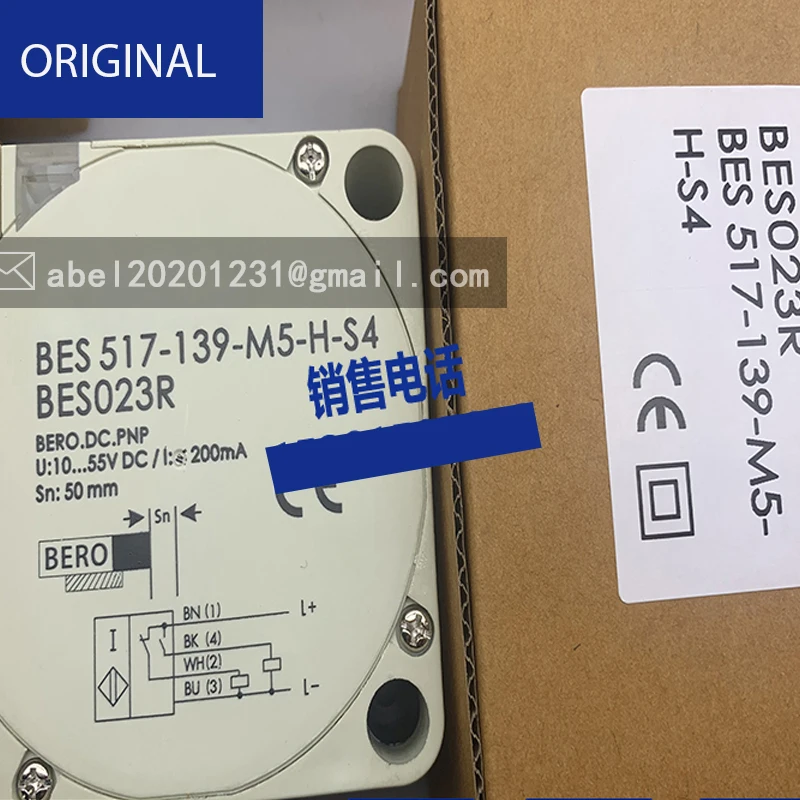 ORIGINAL
abel20201231@gmail.com
BES 517-139-M5-H-S4
BES023R
BERO.DC.PNP
U:10...55V DC / I:≤ 200mA
Sn: 50 mm
销售电话
CE
Sn
BERO
I
BN (1)
L+
BK (4)
WH(2)
BU (3)
L-
BES023R
BES 517-139-M5-
H-S4
CE